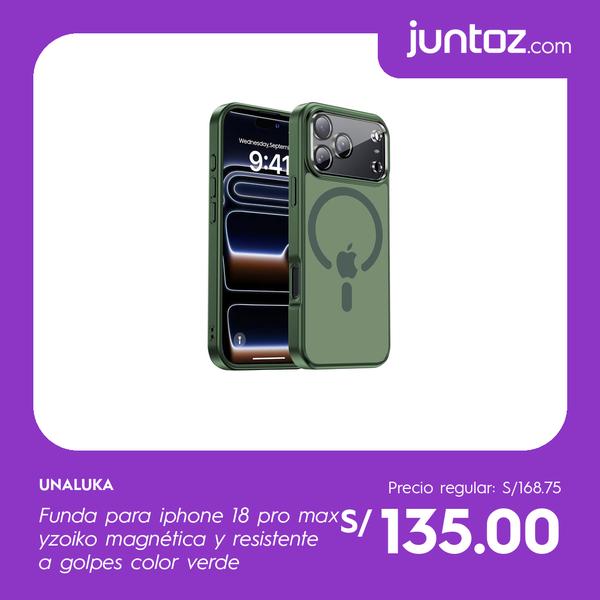 juntoz.com
Wednesday, Septem
9:41
UNALUKA
Funda para iphone 18 pro max
yzoiko magnética y resistente
a golpes color verde
Precio regular: S/168.75
S/ 135.00